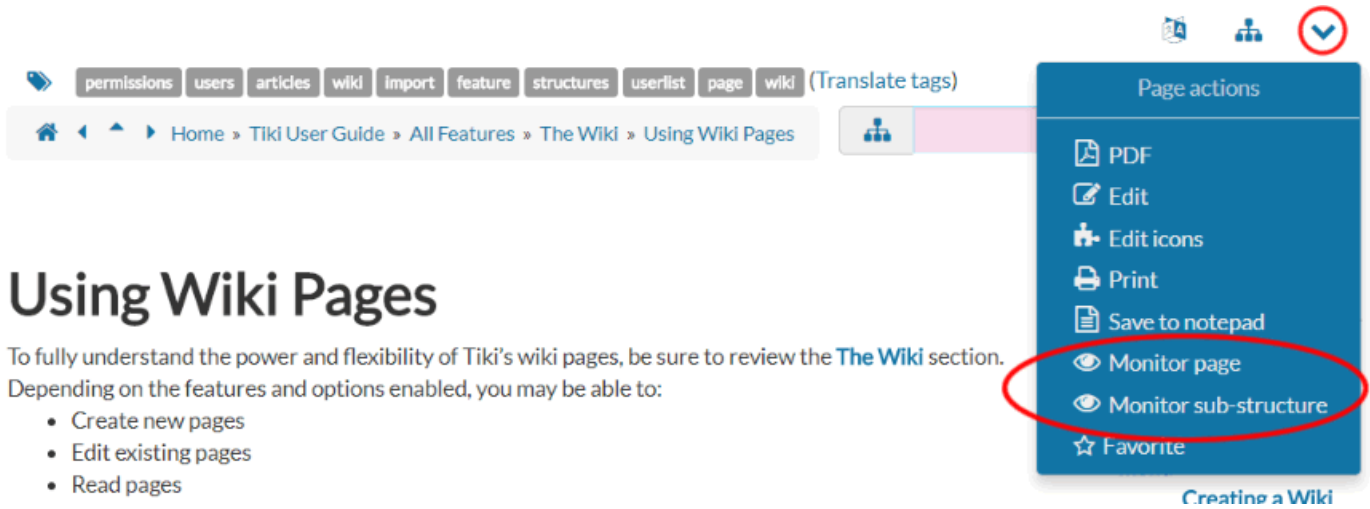 permissions users articles wiki import feature structures userlist page wiki (Translate tags)
Home » Tiki User Guide » All Features » The Wiki » Using Wiki Pages
Page actions
PDF
Edit
Edit icons
Print
Save to notepad
Monitor page
Monitor sub-structure
Favorite
Using Wiki Pages
To fully understand the power and flexibility of Tiki's wiki pages, be sure to review the The Wiki section.
Depending on the features and options enabled, you may be able to:
• Create new pages
• Edit existing pages
• Read pages
Creating a Wiki